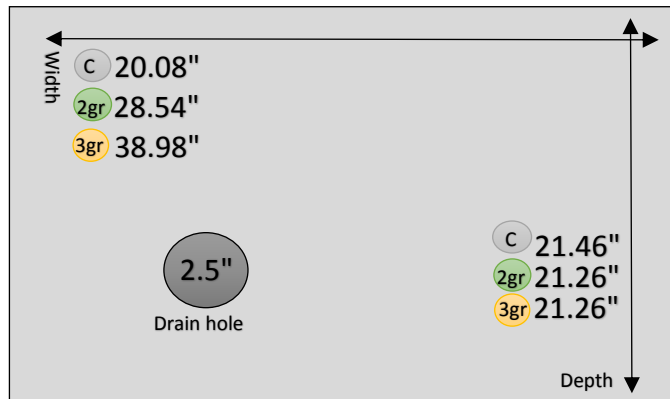 Width
C 20.08"
2gr 28.54"
3gr 38.98"
2.5"
Drain hole
C 21.46"
2gr 21.26"
3gr 21.26"
Depth